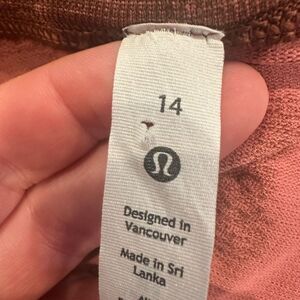 14
Designed in
Vancouver
Made in Sri
Lanka